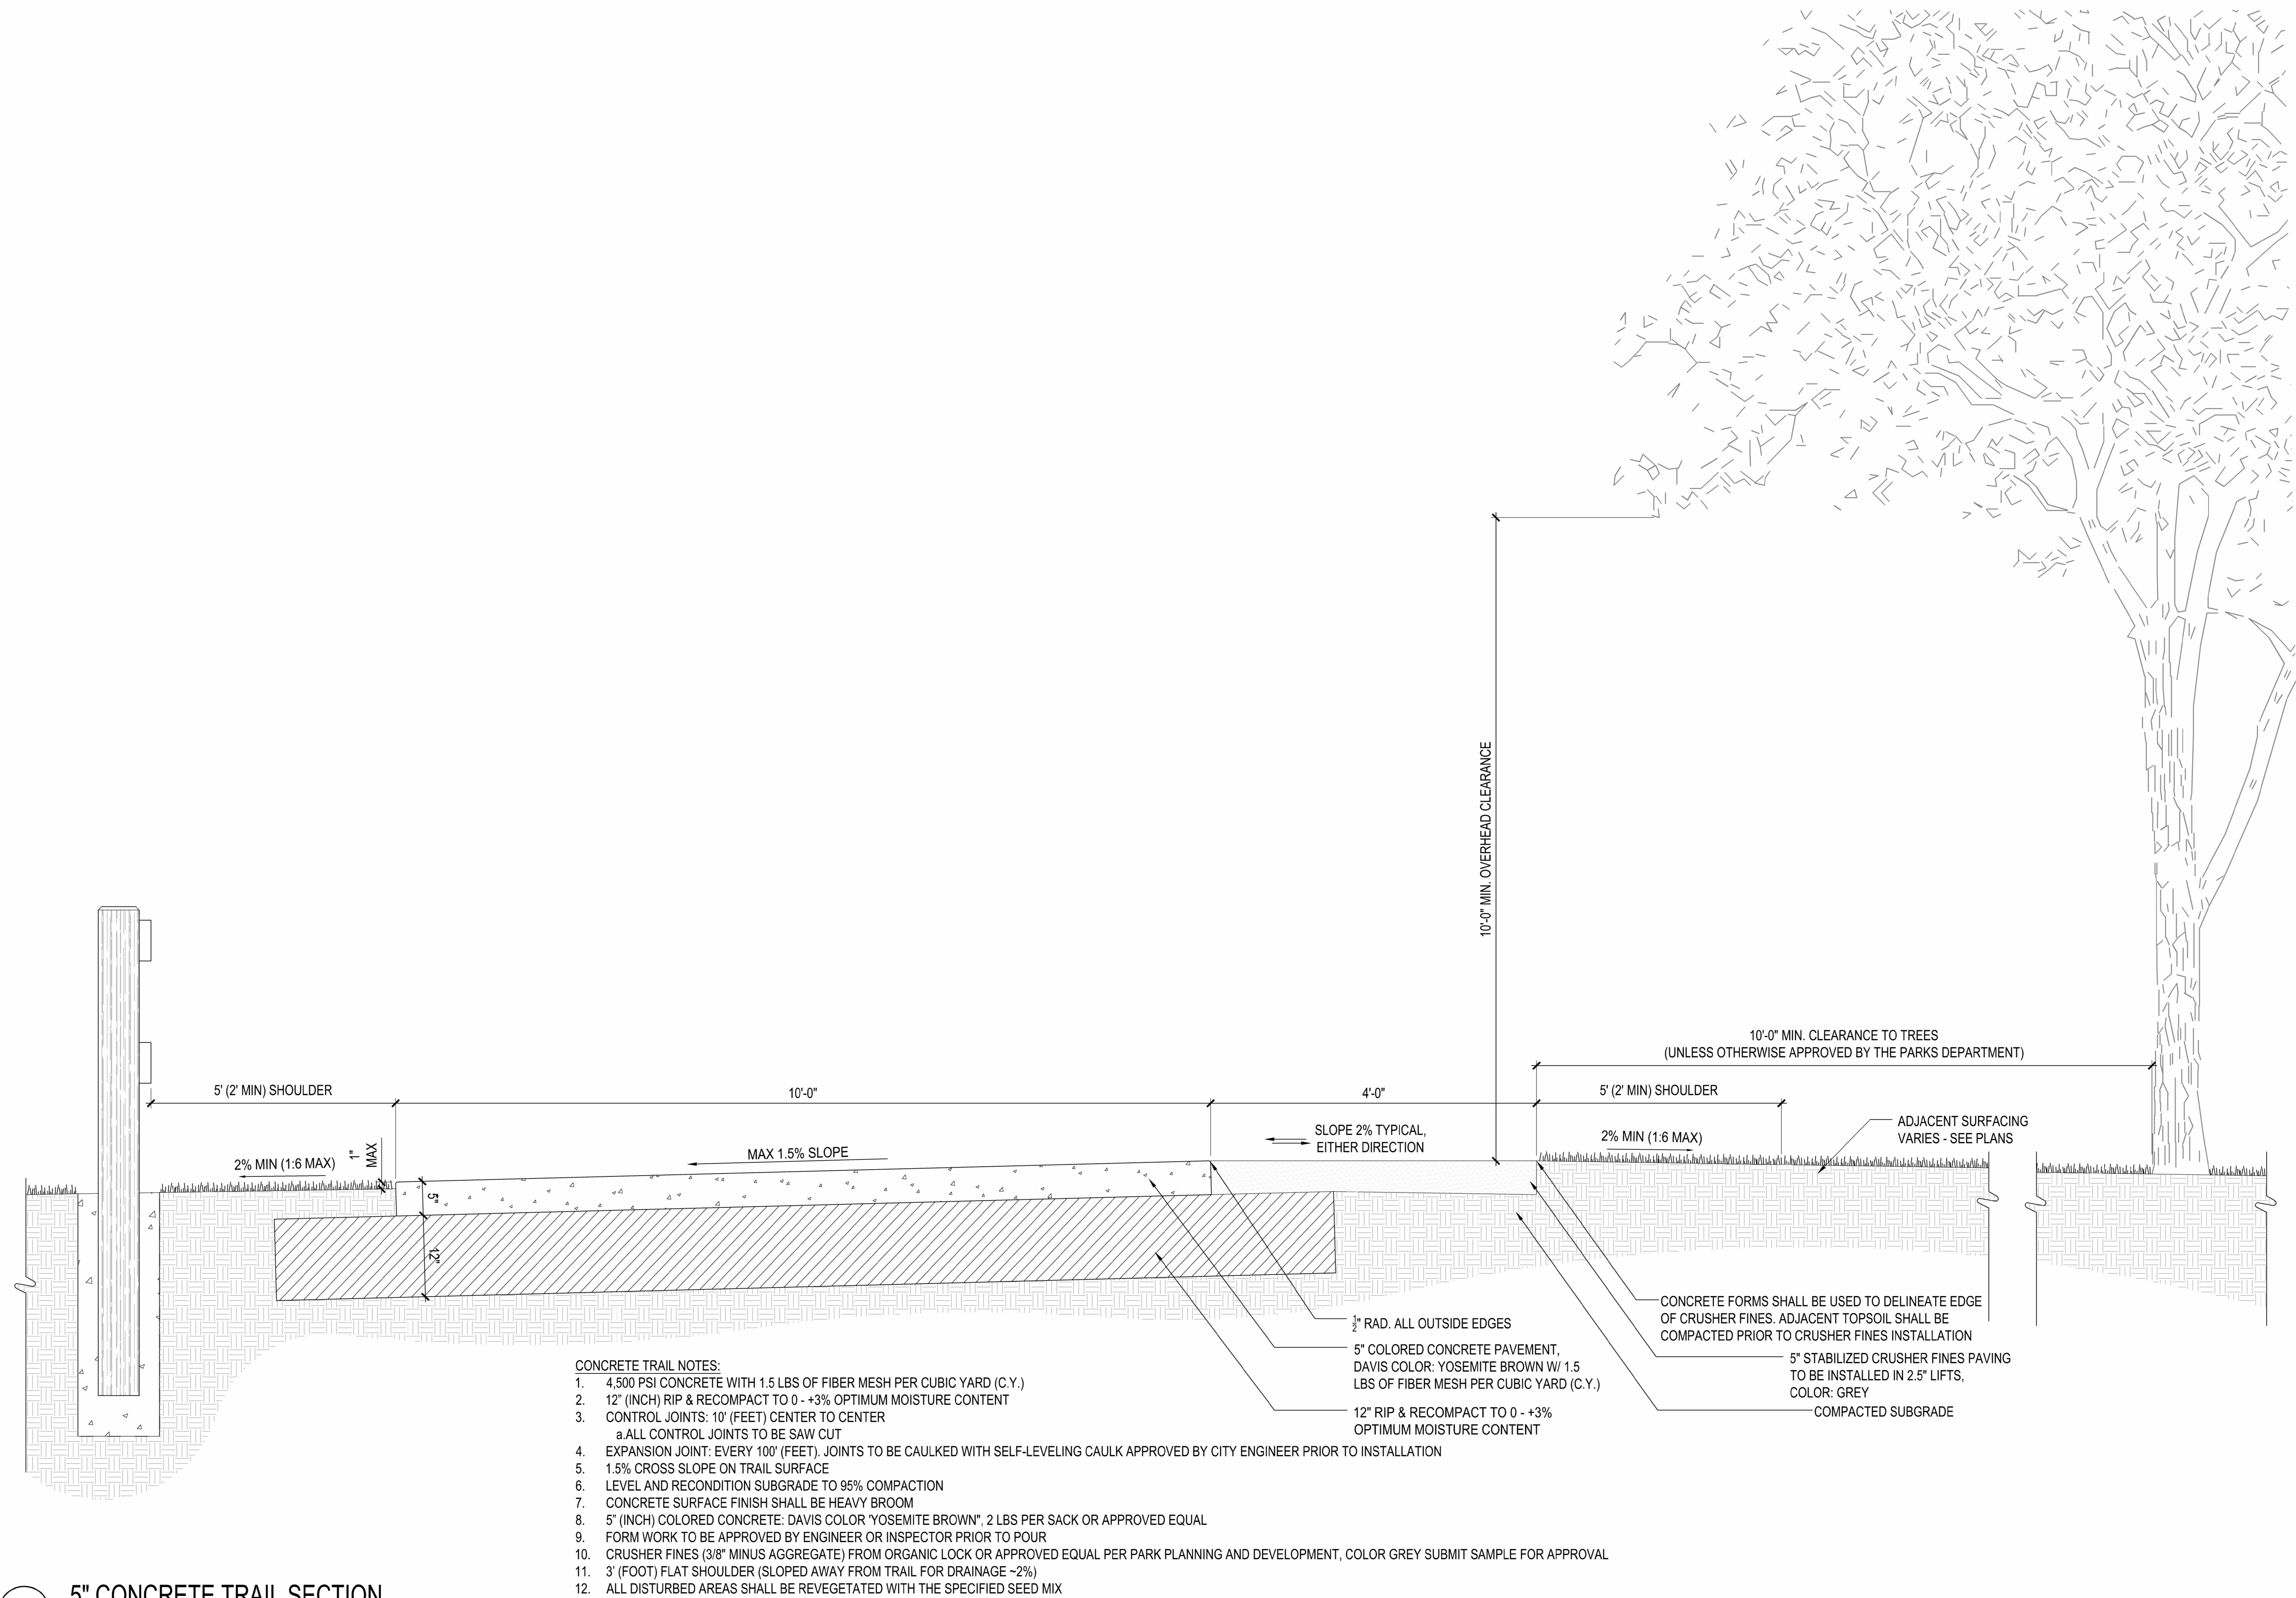 10'-0" MIN. OVERHEAD CLEARANCE
10'-0" MIN. CLEARANCE TO TREES
(UNLESS OTHERWISE APPROVED BY THE PARKS DEPARTMENT)
5' (2' MIN) SHOULDER
10'-0"
4'-0"
5' (2' MIN) SHOULDER
ADJACENT SURFACING
VARIES - SEE PLANS
SLOPE 2% TYPICAL,
EITHER DIRECTION
2% MIN (1:6 MAX)
1"
MAX
MAX 1.5% SLOPE
2% MIN (1:6 MAX)
5"
12"
CONCRETE FORMS SHALL BE USED TO DELINEATE EDGE
OF CRUSHER FINES. ADJACENT TOPSOIL SHALL BE
COMPACTED PRIOR TO CRUSHER FINES INSTALLATION
1/2" RAD. ALL OUTSIDE EDGES
5" COLORED CONCRETE PAVEMENT,
DAVIS COLOR: YOSEMITE BROWN W/ 1.5
LBS OF FIBER MESH PER CUBIC YARD (C.Y.)
5" STABILIZED CRUSHER FINES PAVING
TO BE INSTALLED IN 2.5" LIFTS,
COLOR: GREY
COMPACTED SUBGRADE
12" RIP & RECOMPACT TO 0 - +3%
OPTIMUM MOISTURE CONTENT
CONCRETE TRAIL NOTES:
1. 4,500 PSI CONCRETE WITH 1.5 LBS OF FIBER MESH PER CUBIC YARD (C.Y.)
2. 12” (INCH) RIP & RECOMPACT TO 0 - +3% OPTIMUM MOISTURE CONTENT
3. CONTROL JOINTS: 10' (FEET) CENTER TO CENTER
a.ALL CONTROL JOINTS TO BE SAW CUT
4. EXPANSION JOINT: EVERY 100' (FEET). JOINTS TO BE CAULKED WITH SELF-LEVELING CAULK APPROVED BY CITY ENGINEER PRIOR TO INSTALLATION
5. 1.5% CROSS SLOPE ON TRAIL SURFACE
6. LEVEL AND RECONDITION SUBGRADE TO 95% COMPACTION
7. CONCRETE SURFACE FINISH SHALL BE HEAVY BROOM
8. 5” (INCH) COLORED CONCRETE: DAVIS COLOR 'YOSEMITE BROWN", 2 LBS PER SACK OR APPROVED EQUAL
9. FORM WORK TO BE APPROVED BY ENGINEER OR INSPECTOR PRIOR TO POUR
10. CRUSHER FINES (3/8" MINUS AGGREGATE) FROM ORGANIC LOCK OR APPROVED EQUAL PER PARK PLANNING AND DEVELOPMENT, COLOR GREY SUBMIT SAMPLE FOR APPROVAL
11. 3' (FOOT) FLAT SHOULDER (SLOPED AWAY FROM TRAIL FOR DRAINAGE ~2%)
12. ALL DISTURBED AREAS SHALL BE REVEGETATED WITH THE SPECIFIED SEED MIX
5" CONCRETE TRAIL SECTION